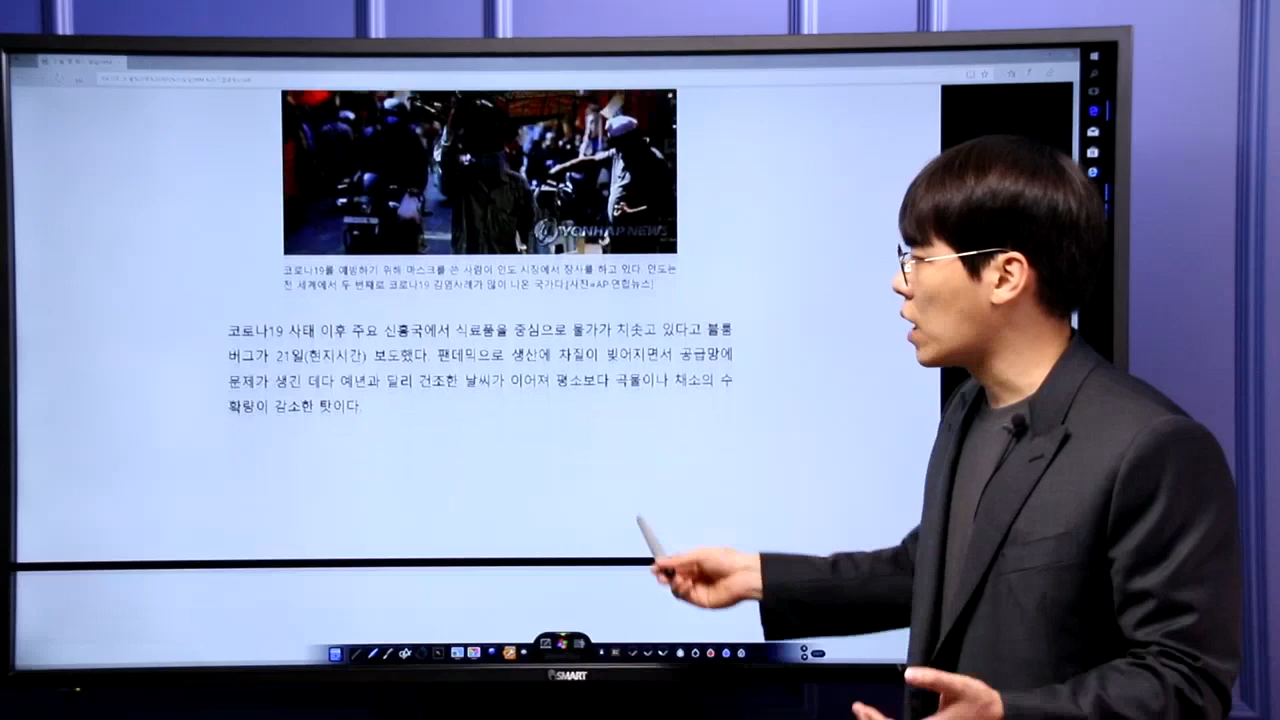 YONHAP NEWS
코로나19를 예방하기 위해 마스크를 쓴 사람이 인도 시장에서 장사를 하고 있다. 인도는
전 세계에서 두 번째로 코로나19 감염사례가 많이 나온 국가다.[사진=AP 연합뉴스]
코로나19 사태 이후 주요 신흥국에서 식료품을 중심으로 물가가 치솟고 있다고 블룸
버그가 21일(현지시간) 보도했다. 팬데믹으로 생산에 차질이 빚어지면서 공급망에
문제가 생긴 데다 예년과 달리 건조한 날씨가 이어져 평소보다 곡물이나 채소의 수
확량이 감소한 탓이다.
SMART